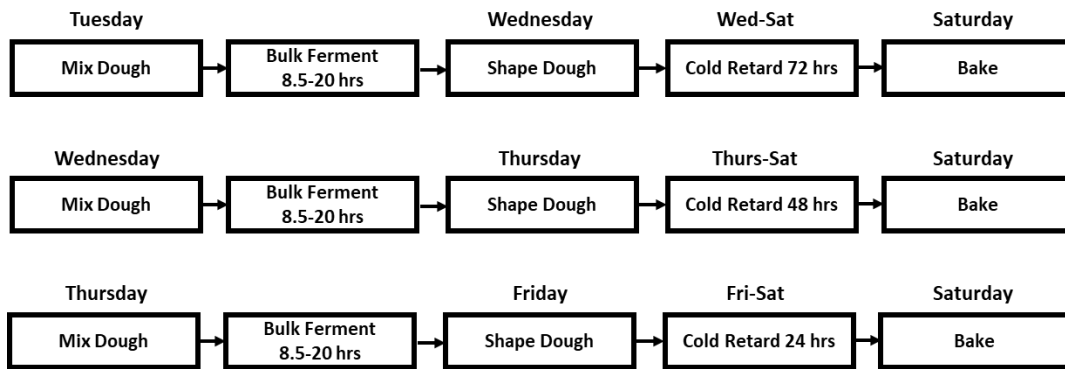 Tuesday
Wednesday
Wed-Sat
Saturday
Mix Dough
Bulk Ferment
8.5-20 hrs
Shape Dough
Cold Retard 72 hrs
Bake
Wednesday
Thursday
Thurs-Sat
Saturday
Mix Dough
Bulk Ferment
8.5-20 hrs
Shape Dough
Cold Retard 48 hrs
Bake
Thursday
Friday
Fri-Sat
Saturday
Mix Dough
Bulk Ferment
8.5-20 hrs
Shape Dough
Cold Retard 24 hrs
Bake